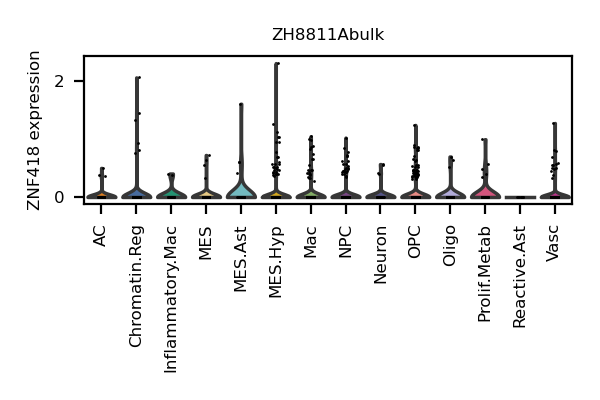 ZH8811Abulk
ZNF418 expression
2
0
AC
Chromatin.Reg
Inflammatory.Mac
MES
MES.Ast
MES.Hyp
Mac
NPC
Neuron
OPC
Oligo
Prolif.Metab
Reactive.Ast
Vasc